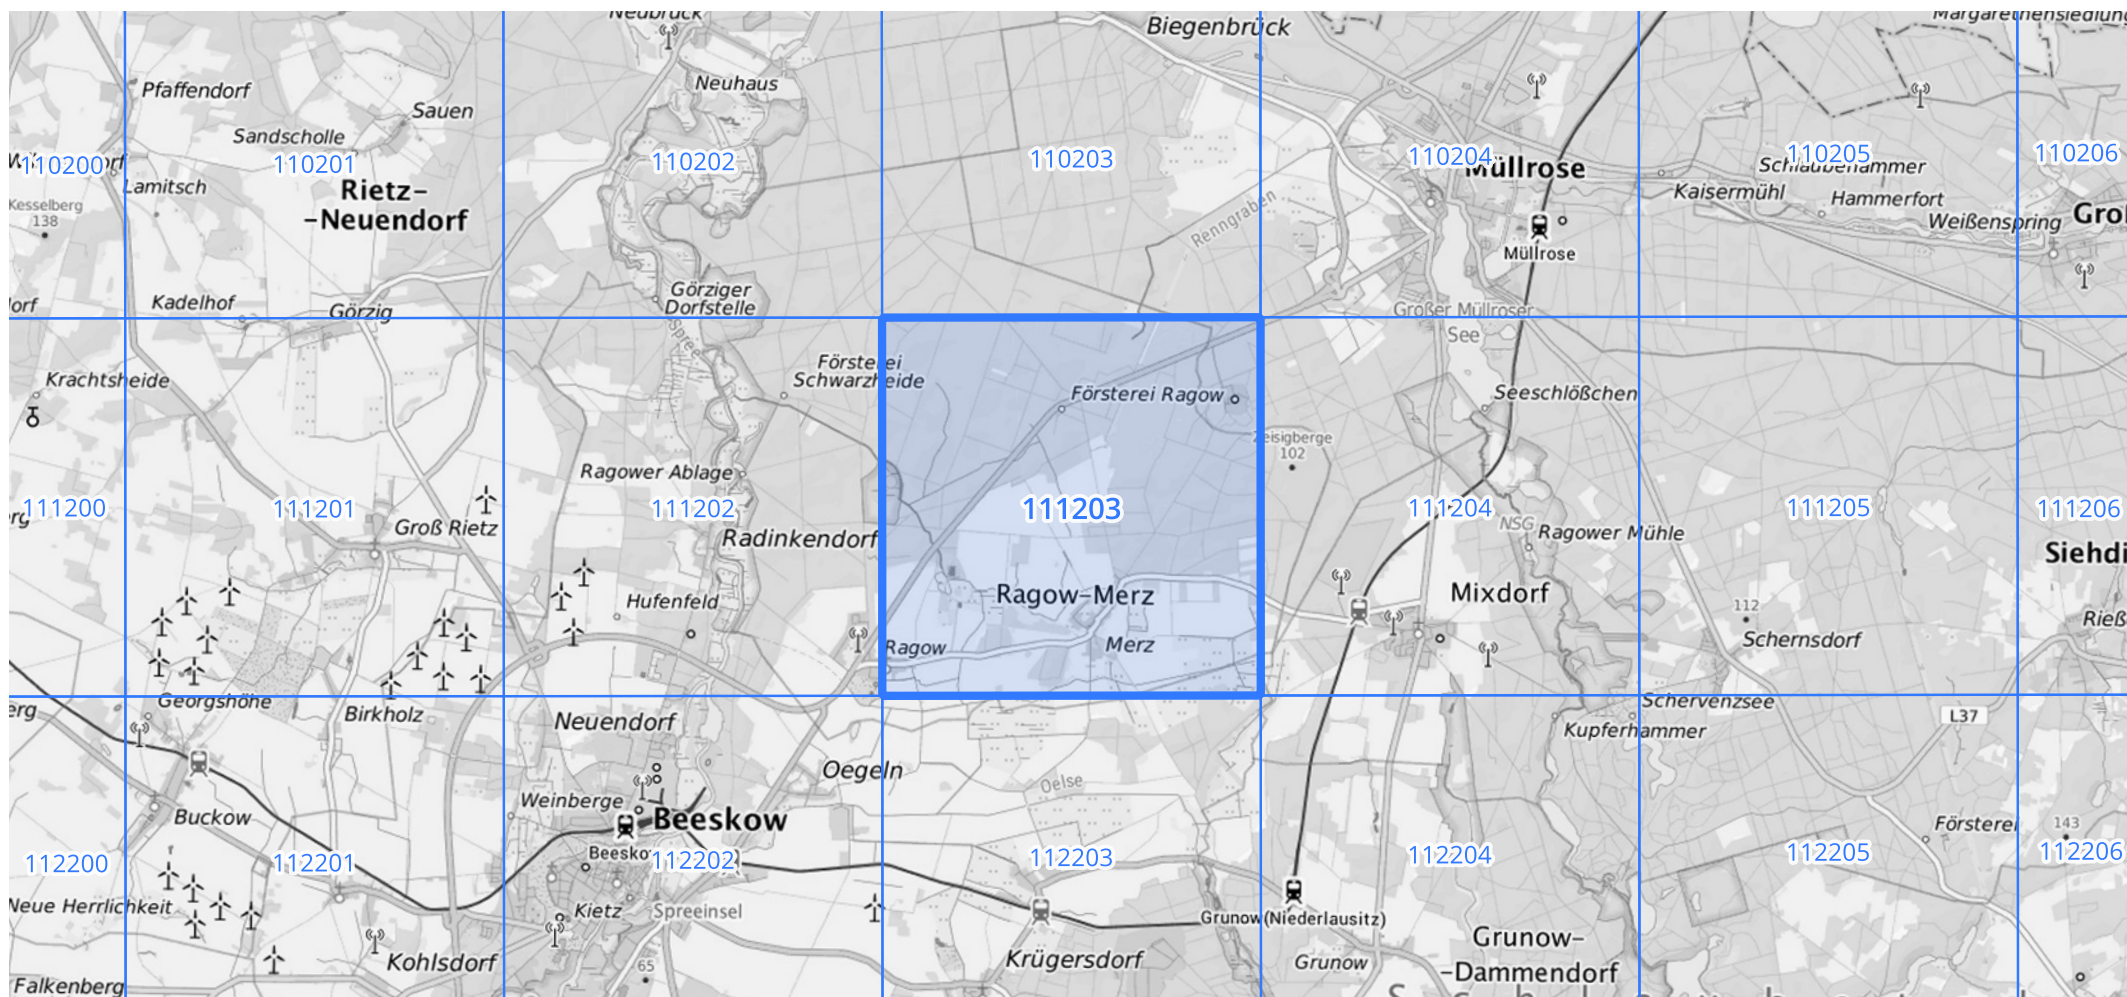 Neubrück
Biegenbrück
Margarethensiedlung
Pfaffendorf
Neuhaus
Sauen
Sandscholle
110200
110201
110202
110203
110204
110205
110206
Müllrose
Schlaubehammer
Lamitsch
Rietz-
-Neuendorf
Kaisermühl
Hammerfort
Kesselberg
138
Renngraben
Weißenspring
Müllrose
Kadelhof
Görzig
Görziger
Dorfstelle
Großer Müllroser
See
Spree
Försterei
Schwarzheide
Krachtsheide
Försterei Ragow
Seeschlößchen
102
Ragower Ablage
111200
111201
111202
111203
111204
111205
111206
Groß Rietz
Radinkendorf
NSG
Ragower Mühle
Hufenfeld
Ragow-Merz
Mixdorf
112
Schernsdorf
Ragow
Merz
Georgshöhe
Birkholz
Neuendorf
Schervenzsee
Kupferhammer
L37
Oegeln
Oelse
Weinberge
Buckow
Beeskow
112200
112201
112202
112203
112204
112205
112206
Försterei
143
Neue Herrlichkeit
Kietz
Spreeinsel
Grunow(Niederlausitz)
Kohlsdorf
65
Krügersdorf
Grunow
Grunow-
-Dammendorf
Falkenberg